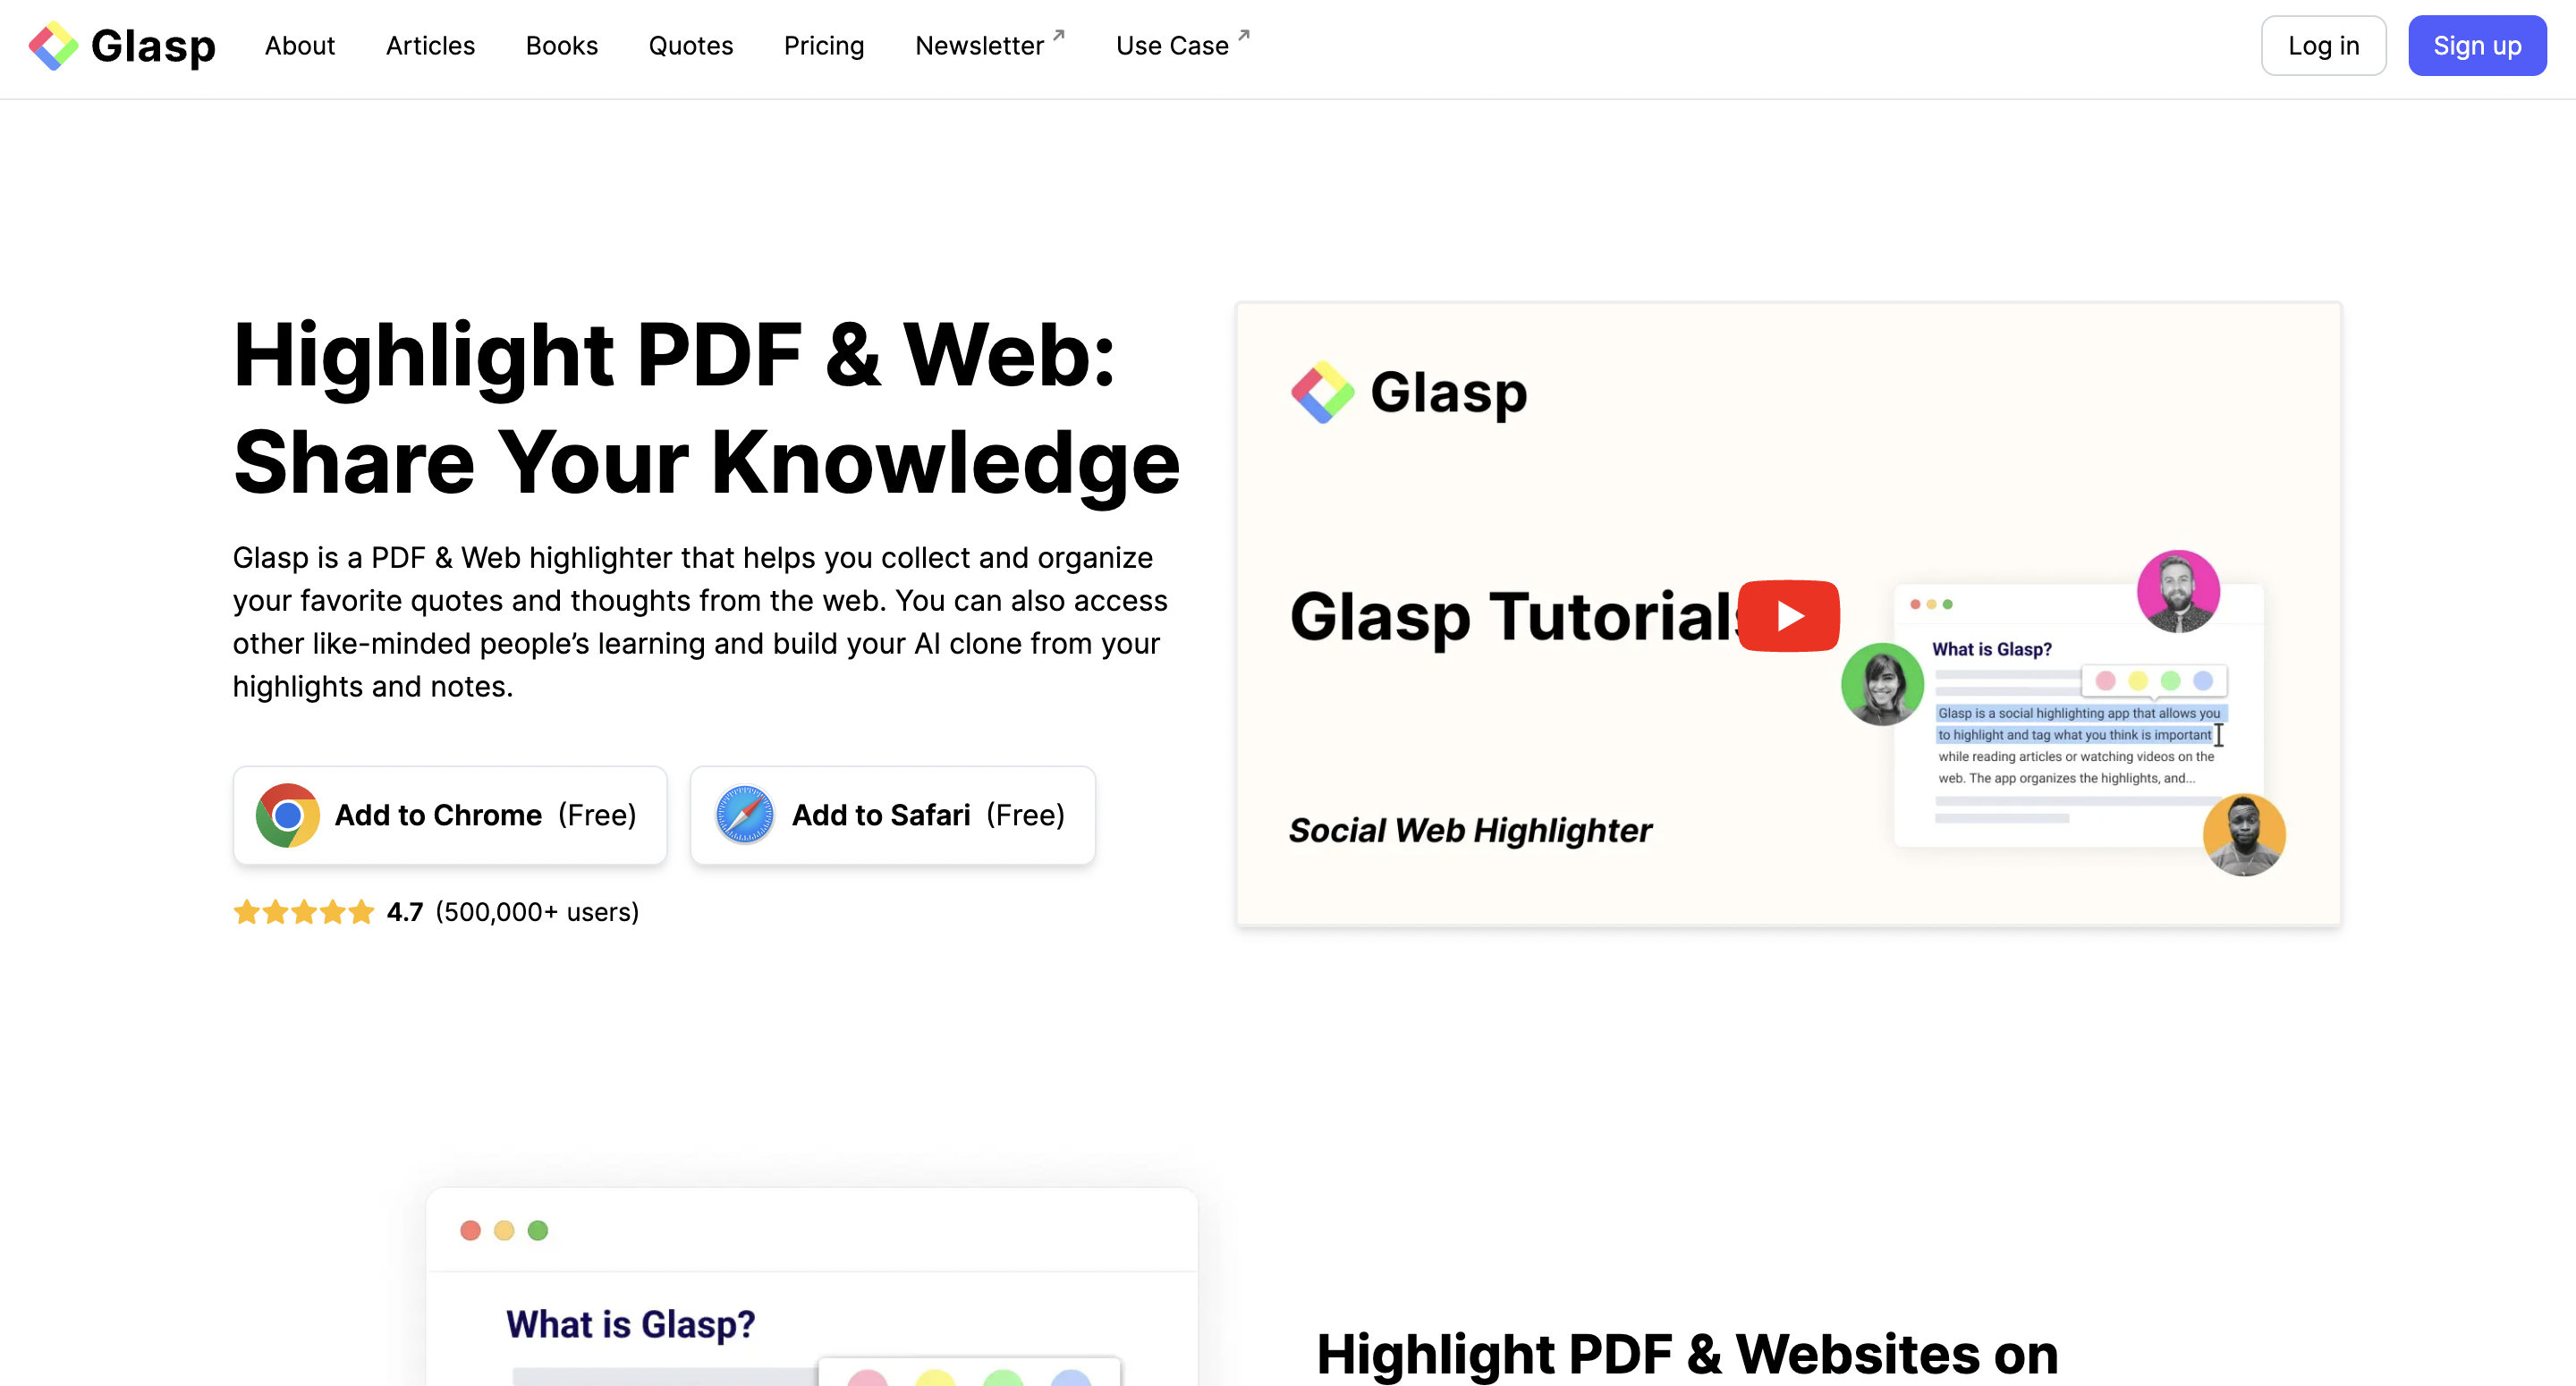 Glasp
About
Articles
Books
Quotes
Pricing
Newsletter
Use Case
Log in
Sign up
Highlight PDF & Web:
Share Your Knowledge
Glasp is a PDF & Web highlighter that helps you collect and organize
your favorite quotes and thoughts from the web. You can also access
other like-minded people’s learning and build your AI clone from your
highlights and notes.
Add to Chrome (Free)
Add to Safari (Free)
4.7 (500,000+ users)
Glasp
Glasp Tutorials
Social Web Highlighter
What is Glasp?
Glasp is a social highlighting app that allows you
to highlight and tag what you think is important
while reading articles or watching videos on the
web. The app organizes the highlights, and...
What is Glasp?
Highlight PDF & Websites on